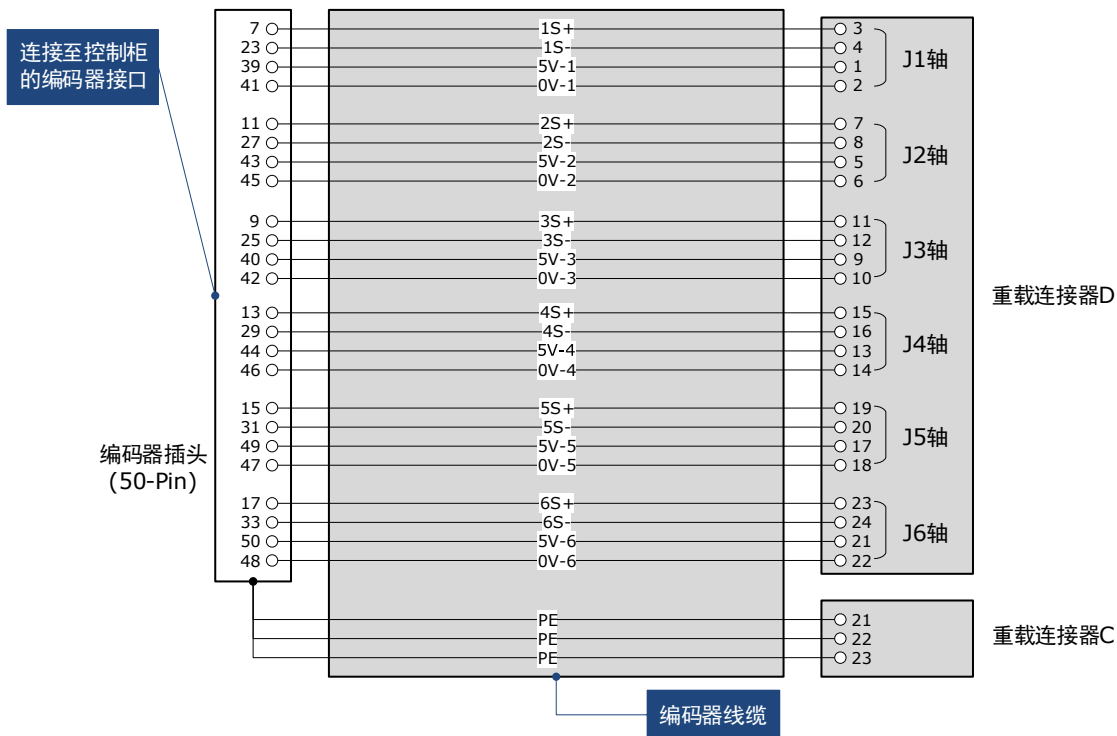 连接至控制柜
的编码器接口
7 1S+ 3
23 1S- 4
39 5V-1 1
41 0V-1 2
J1轴
11 2S+ 7
27 2S- 8
43 5V-2 5
45 0V-2 6
J2轴
9 3S+ 11
25 3S- 12
40 5V-3 9
42 0V-3 10
J3轴
重载连接器D
13 4S+ 15
29 4S- 16
44 5V-4 13
46 0V-4 14
J4轴
15 5S+ 19
31 5S- 20
49 5V-5 17
47 0V-5 18
J5轴
编码器插头
(50-Pin)
17 6S+ 23
33 6S- 24
50 5V-6 21
48 0V-6 22
J6轴
PE 21
PE 22
PE 23
重载连接器C
编码器线缆